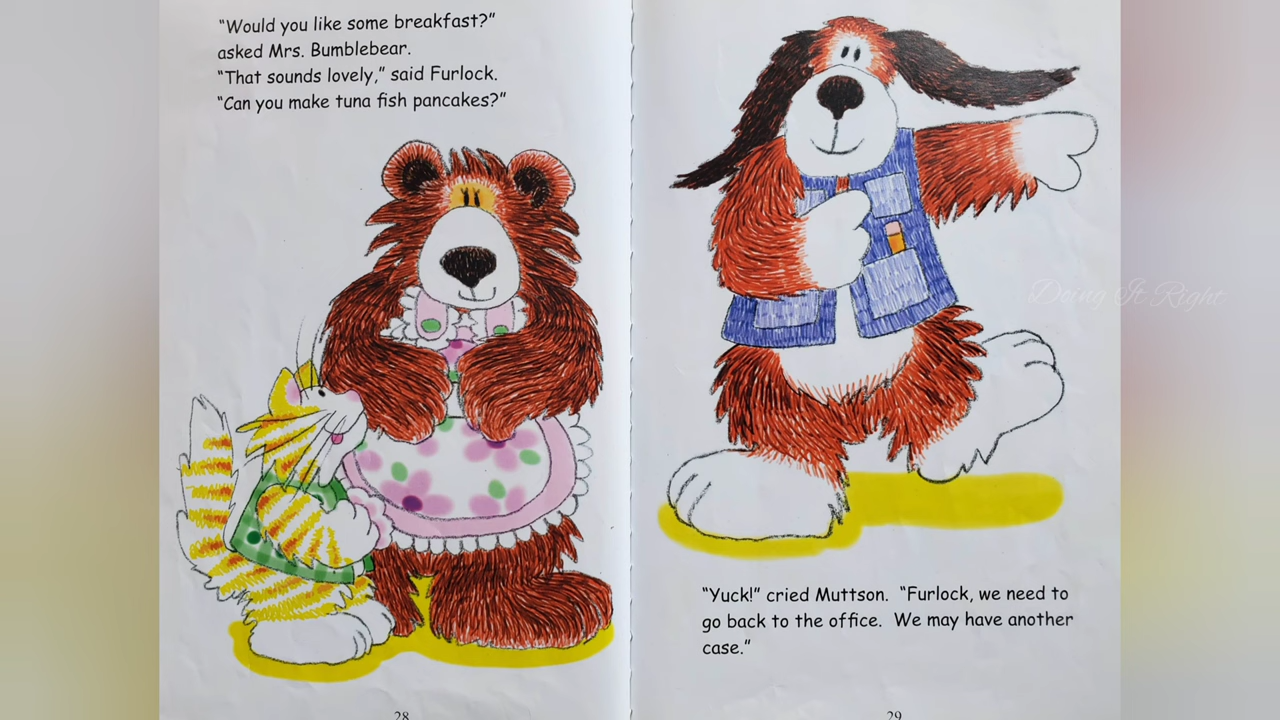 “Would you like some breakfast?”
asked Mrs. Bumblebear.
“That sounds lovely,” said Furlock.
“Can you make tuna fish pancakes?”
28
Doing It Right
“Yuck!” cried Muttson.  “Furlock, we need to
go back to the office.  We may have another
case.”
29